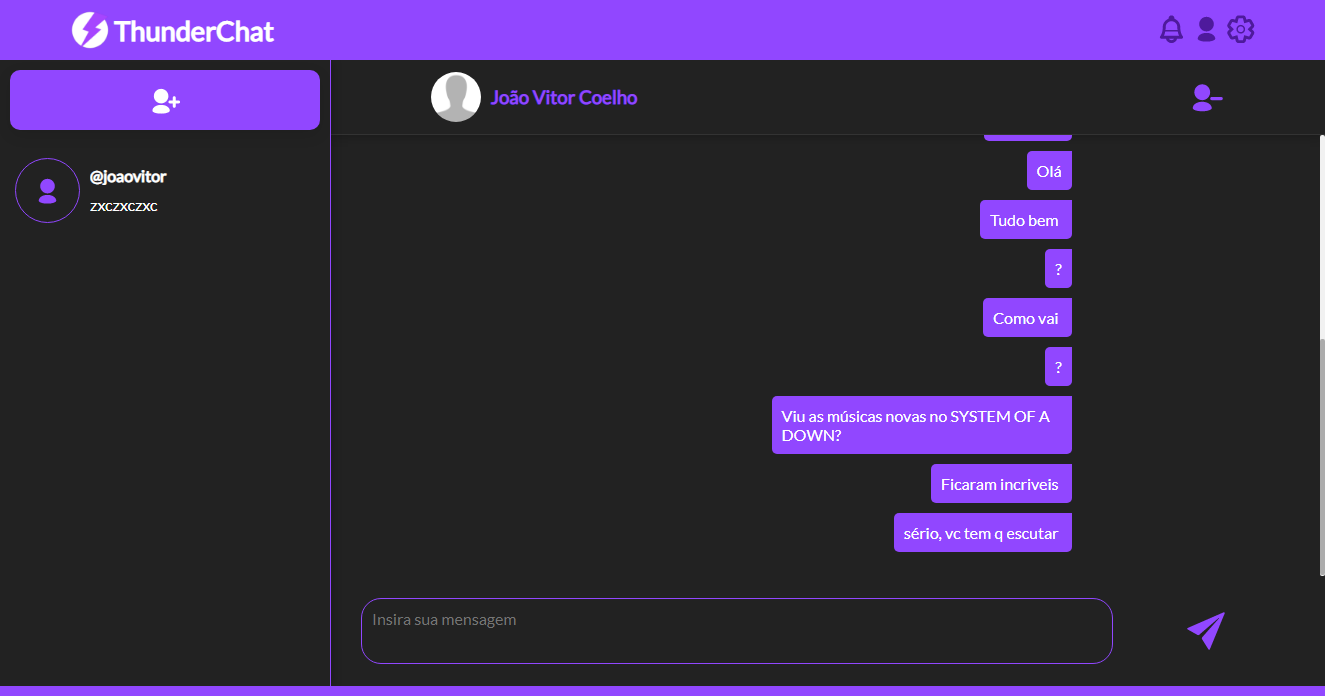 ThunderChat
João Vitor Coelho
@joaovitor
zxczxczxc
Olá
Tudo bem
?
Como vai
?
Viu as músicas novas no SYSTEM OF A
DOWN?
Ficaram incriveis
sério, vc tem q escutar
Insira sua mensagem